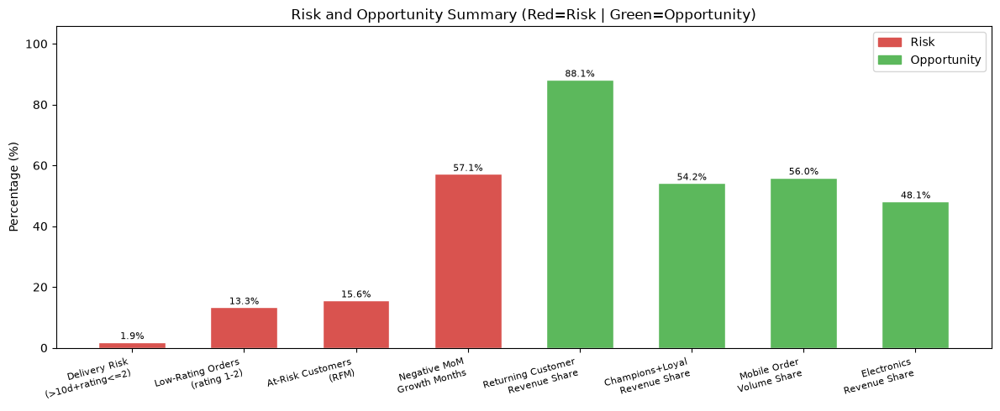 Risk and Opportunity Summary (Red=Risk | Green=Opportunity)
Risk
Opportunity
Percentage (%)
100
80
60
40
20
0
1.9%
13.3%
15.6%
57.1%
88.1%
54.2%
56.0%
48.1%
Delivery Risk
(>10d+rating<=2)
Low-Rating Orders
(rating 1-2)
At-Risk Customers
(RFM)
Negative MoM
Growth Months
Returning Customer
Revenue Share
Champions+Loyal
Revenue Share
Mobile Order
Volume Share
Electronics
Revenue Share